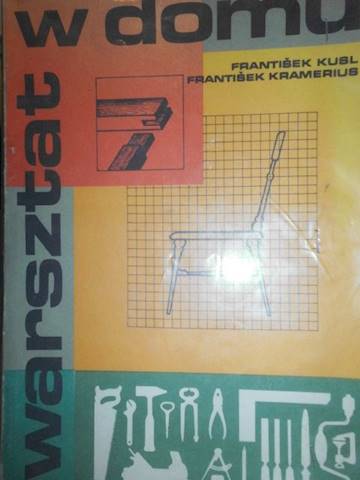 warsztat
w domu
FRANTIŠEK KUSL
FRANTIŠEK KRAMERIUS